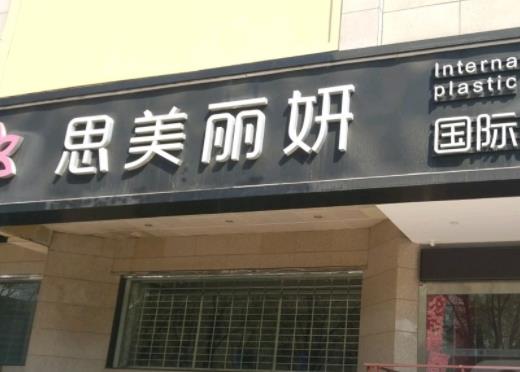 思美丽妍
Interna
plastic
国际